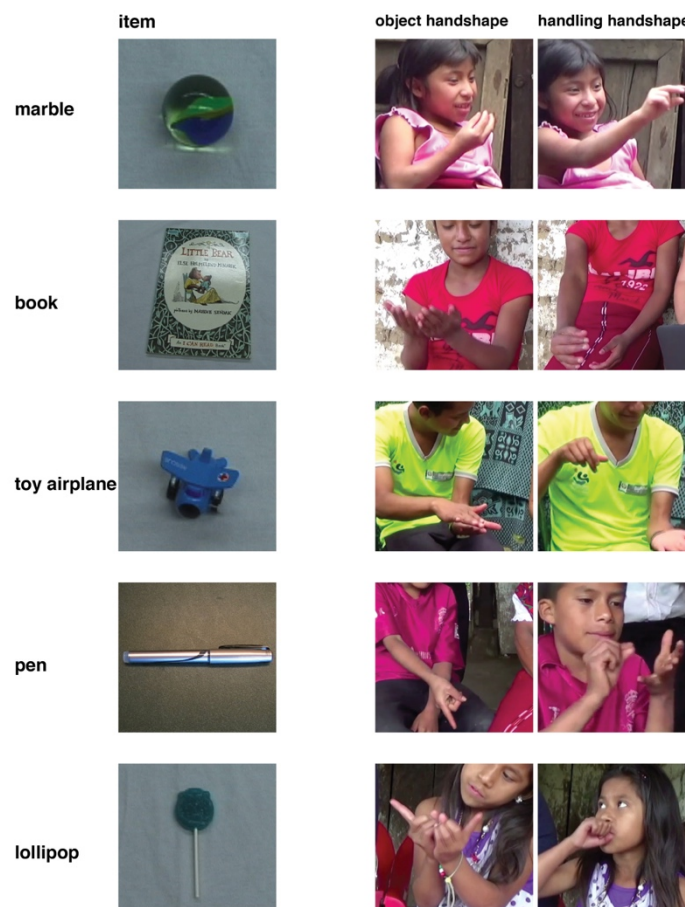 item object handshape handling handshape
marble
book
LITTLE BEAR
toy airplane
pen
lollipop